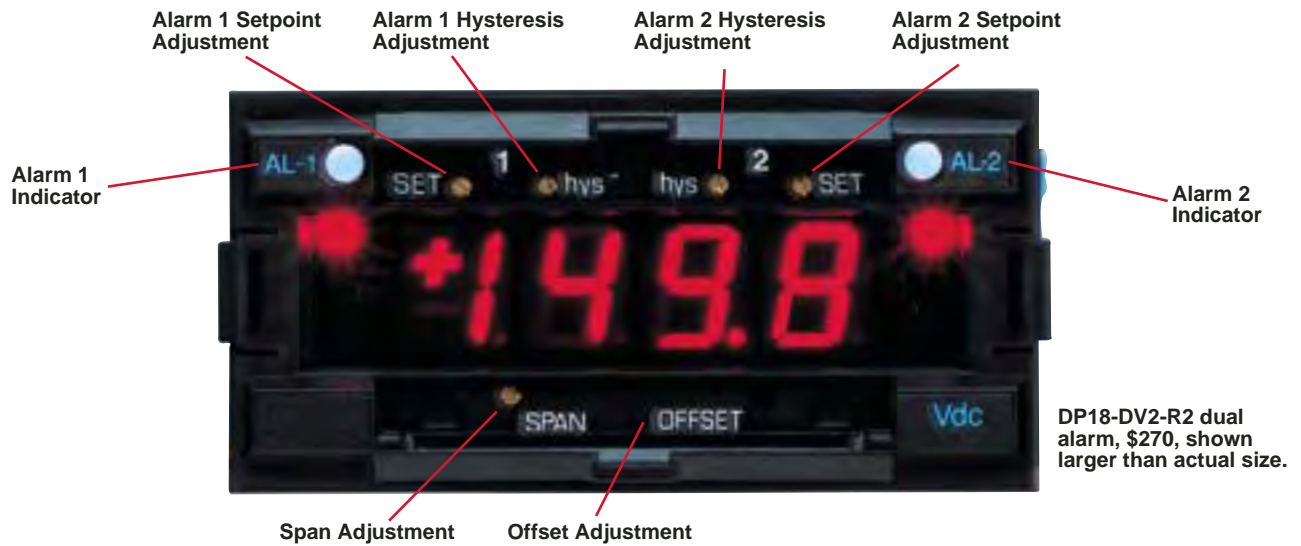 Alarm 1 Setpoint
Adjustment
Alarm 1 Hysteresis
Adjustment
Alarm 2 Hysteresis
Adjustment
Alarm 2 Setpoint
Adjustment
Alarm 1
Indicator
AL-1
1
2
AL-2
SET
hys
hys
SET
Alarm 2
Indicator
+149.8
SPAN
OFFSET
Vdc
DP18-DV2-R2 dual
alarm, $270, shown
larger than actual size.
Span Adjustment
Offset Adjustment